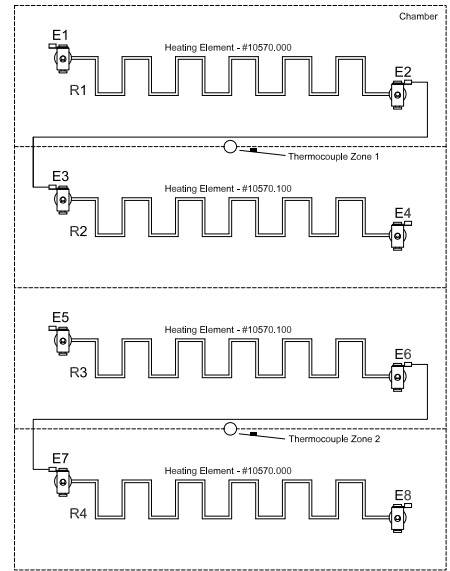 Chamber
E1
Heating Element - #10570.000
E2
R1
Thermocouple Zone 1
E3
Heating Element - #10570.100
E4
R2
E5
Heating Element - #10570.100
E6
R3
Thermocouple Zone 2
E7
Heating Element - #10570.000
E8
R4